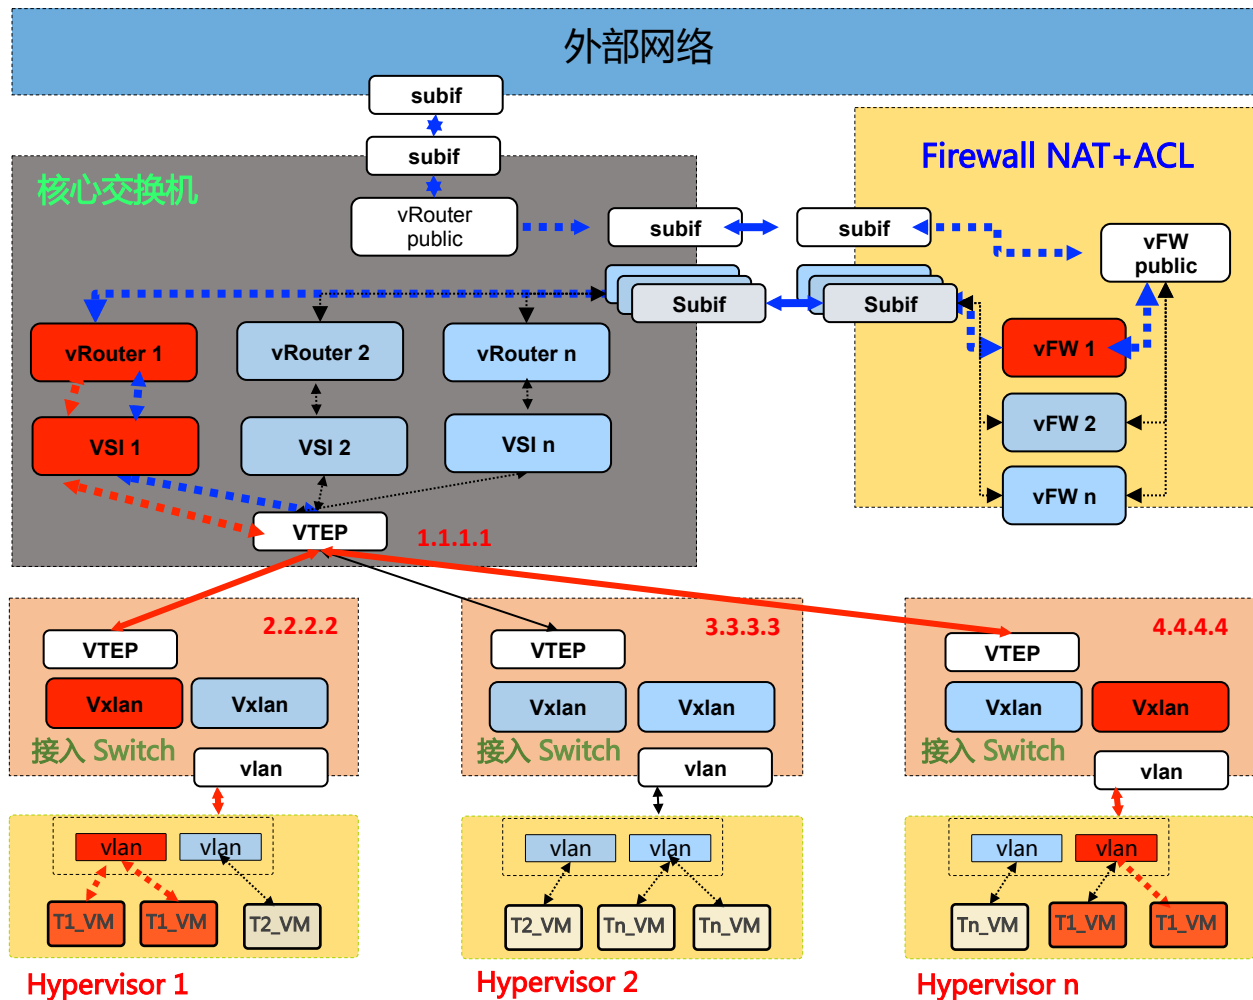 外部网络
subif
subif
核心交换机
Firewall NAT+ACL
vRouter
public
subif
subif
vFW
public
Subif
Subif
vRouter 1
vRouter 2
vRouter n
vFW 1
VSI 1
VSI 2
VSI n
vFW 2
vFW n
VTEP
1.1.1.1
2.2.2.2
VTEP
Vxlan
Vxlan
接入 Switch
vlan
3.3.3.3
VTEP
Vxlan
Vxlan
接入 Switch
vlan
4.4.4.4
VTEP
Vxlan
Vxlan
接入 Switch
vlan
vlan
vlan
T1_VM
T1_VM
T2_VM
Hypervisor 1
vlan
vlan
T2_VM
Tn_VM
Tn_VM
Hypervisor 2
vlan
vlan
Tn_VM
T1_VM
T1_VM
Hypervisor n